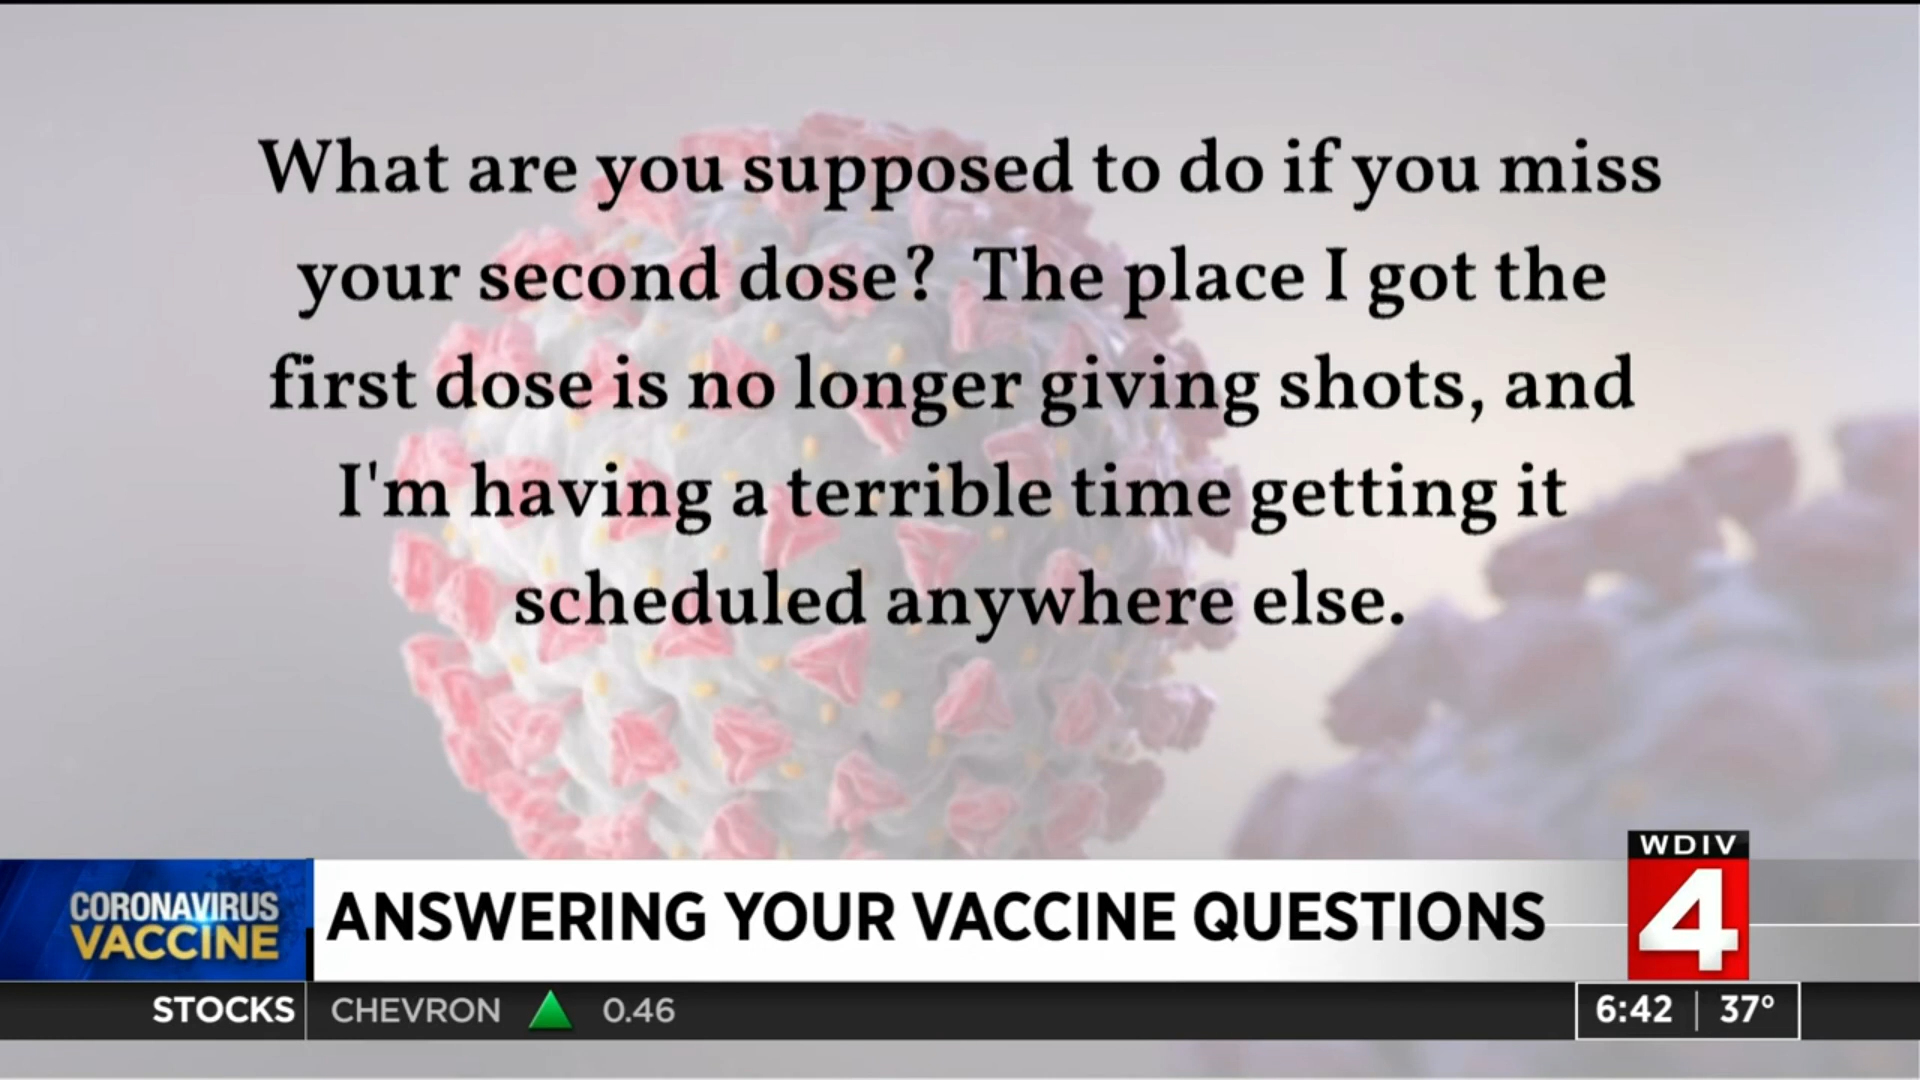 What are you supposed to do if you miss
your second dose?  The place I got the
first dose is no longer giving shots, and
I'm having a terrible time getting it
scheduled anywhere else.
WDIV
4
CORONAVIRUS
VACCINE
ANSWERING YOUR VACCINE QUESTIONS
STOCKS CHEVRON 0.46
6:42 37°